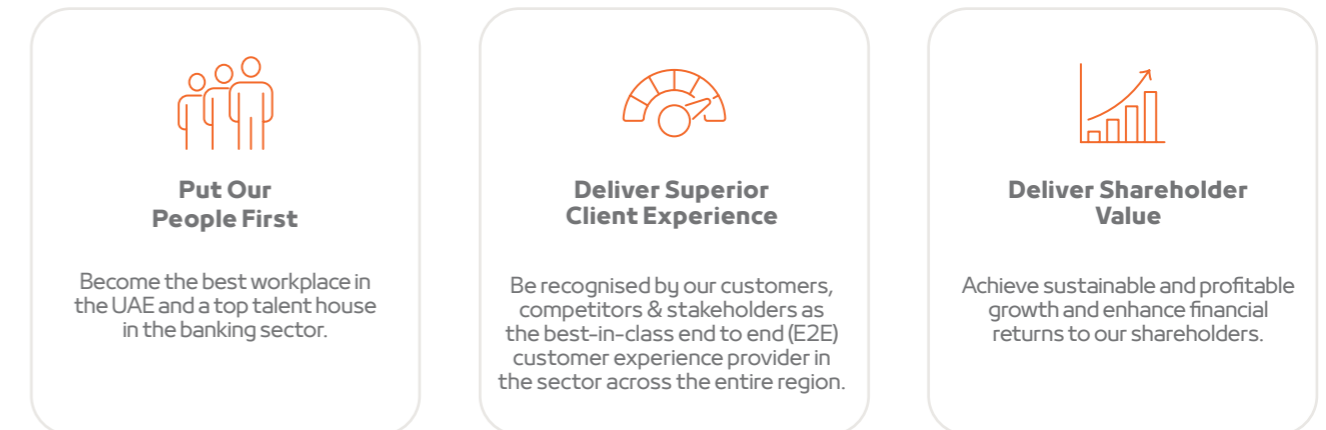 Put Our
People First
Become the best workplace in
the UAE and a top talent house
in the banking sector.
Deliver Superior
Client Experience
Be recognised by our customers,
competitors & stakeholders as
the best-in-class end to end (E2E)
customer experience provider in
the sector across the entire region.
Deliver Shareholder
Value
Achieve sustainable and profitable
growth and enhance financial
returns to our shareholders.